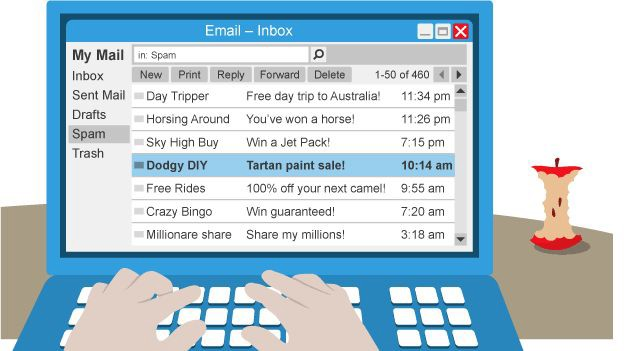 Email – Inbox
My Mail
in: Spam
Inbox
New Print Reply Forward Delete 1-50 of 460
Sent Mail
Day Tripper Free day trip to Australia! 11:34 pm
Drafts
Horsing Around You’ve won a horse! 11:26 pm
Spam
Sky High Buy Win a Jet Pack! 7:15 pm
Trash
Dodgy DIY Tartan paint sale! 10:14 am
Free Rides 100% off your next camel! 9:55 am
Crazy Bingo Win guaranteed! 7:20 am
Millionare share Share my millions! 3:18 am